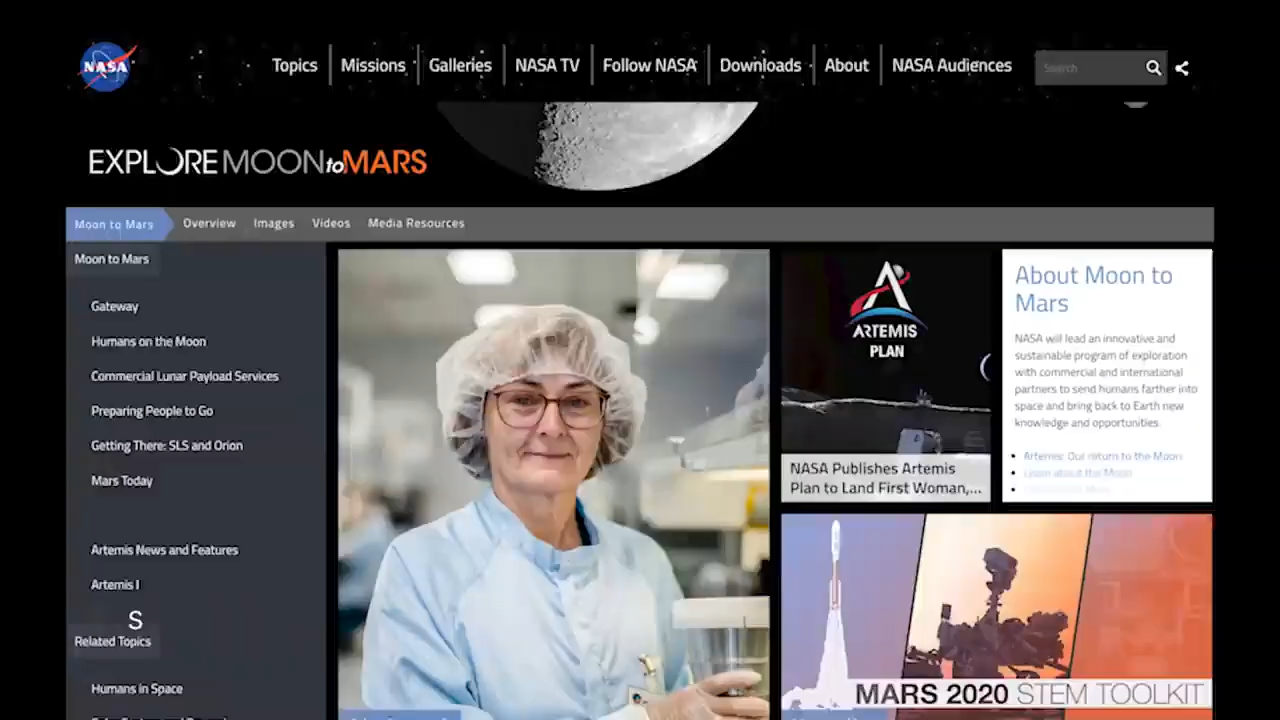 NASA
Topics
Missions
Galleries
NASA TV
Follow NASA
Downloads
About
NASA Audiences
Search
EXPLORE MOON to MARS
Moon to Mars
Overview
Images
Videos
Media Resources
Moon to Mars
Gateway
Humans on the Moon
Commercial Lunar Payload Services
Preparing People to Go
Getting There: SLS and Orion
Mars Today
Artemis News and Features
Artemis I
S
Related Topics
Humans in Space
ARTEMIS
PLAN
NASA Publishes Artemis
Plan to Land First Woman,...
About Moon to
Mars
NASA will lead an innovative and
sustainable program of exploration
with commercial and international
partners to send humans farther into
space and bring back to Earth new
knowledge and opportunities.
Artemis: Our return to the Moon
Learn about the Moon
MARS 2020 STEM TOOLKIT